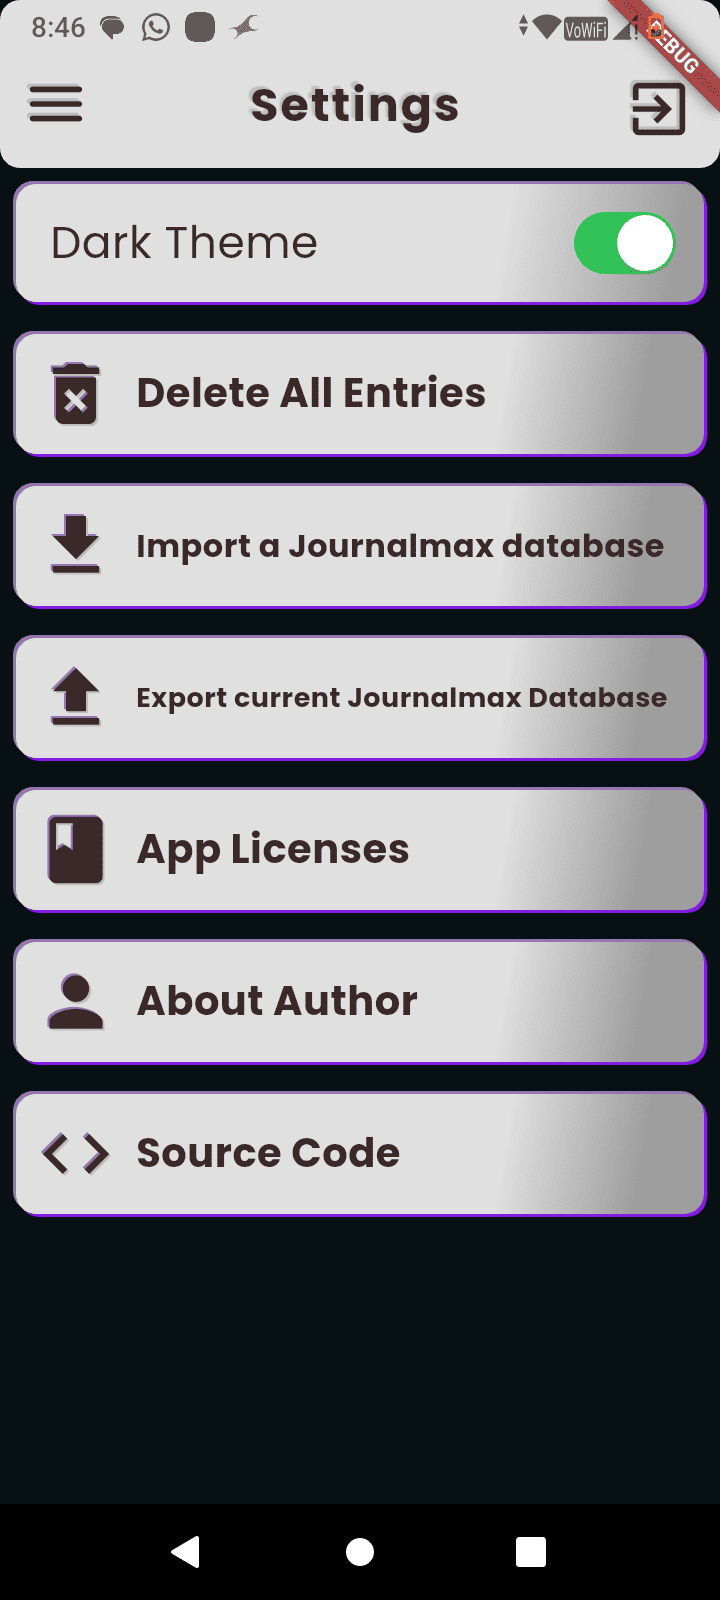 8:46
VoWiFi
DEBUG
Settings
Dark Theme
Delete All Entries
Import a Journalmax database
Export current Journalmax Database
App Licenses
About Author
Source Code